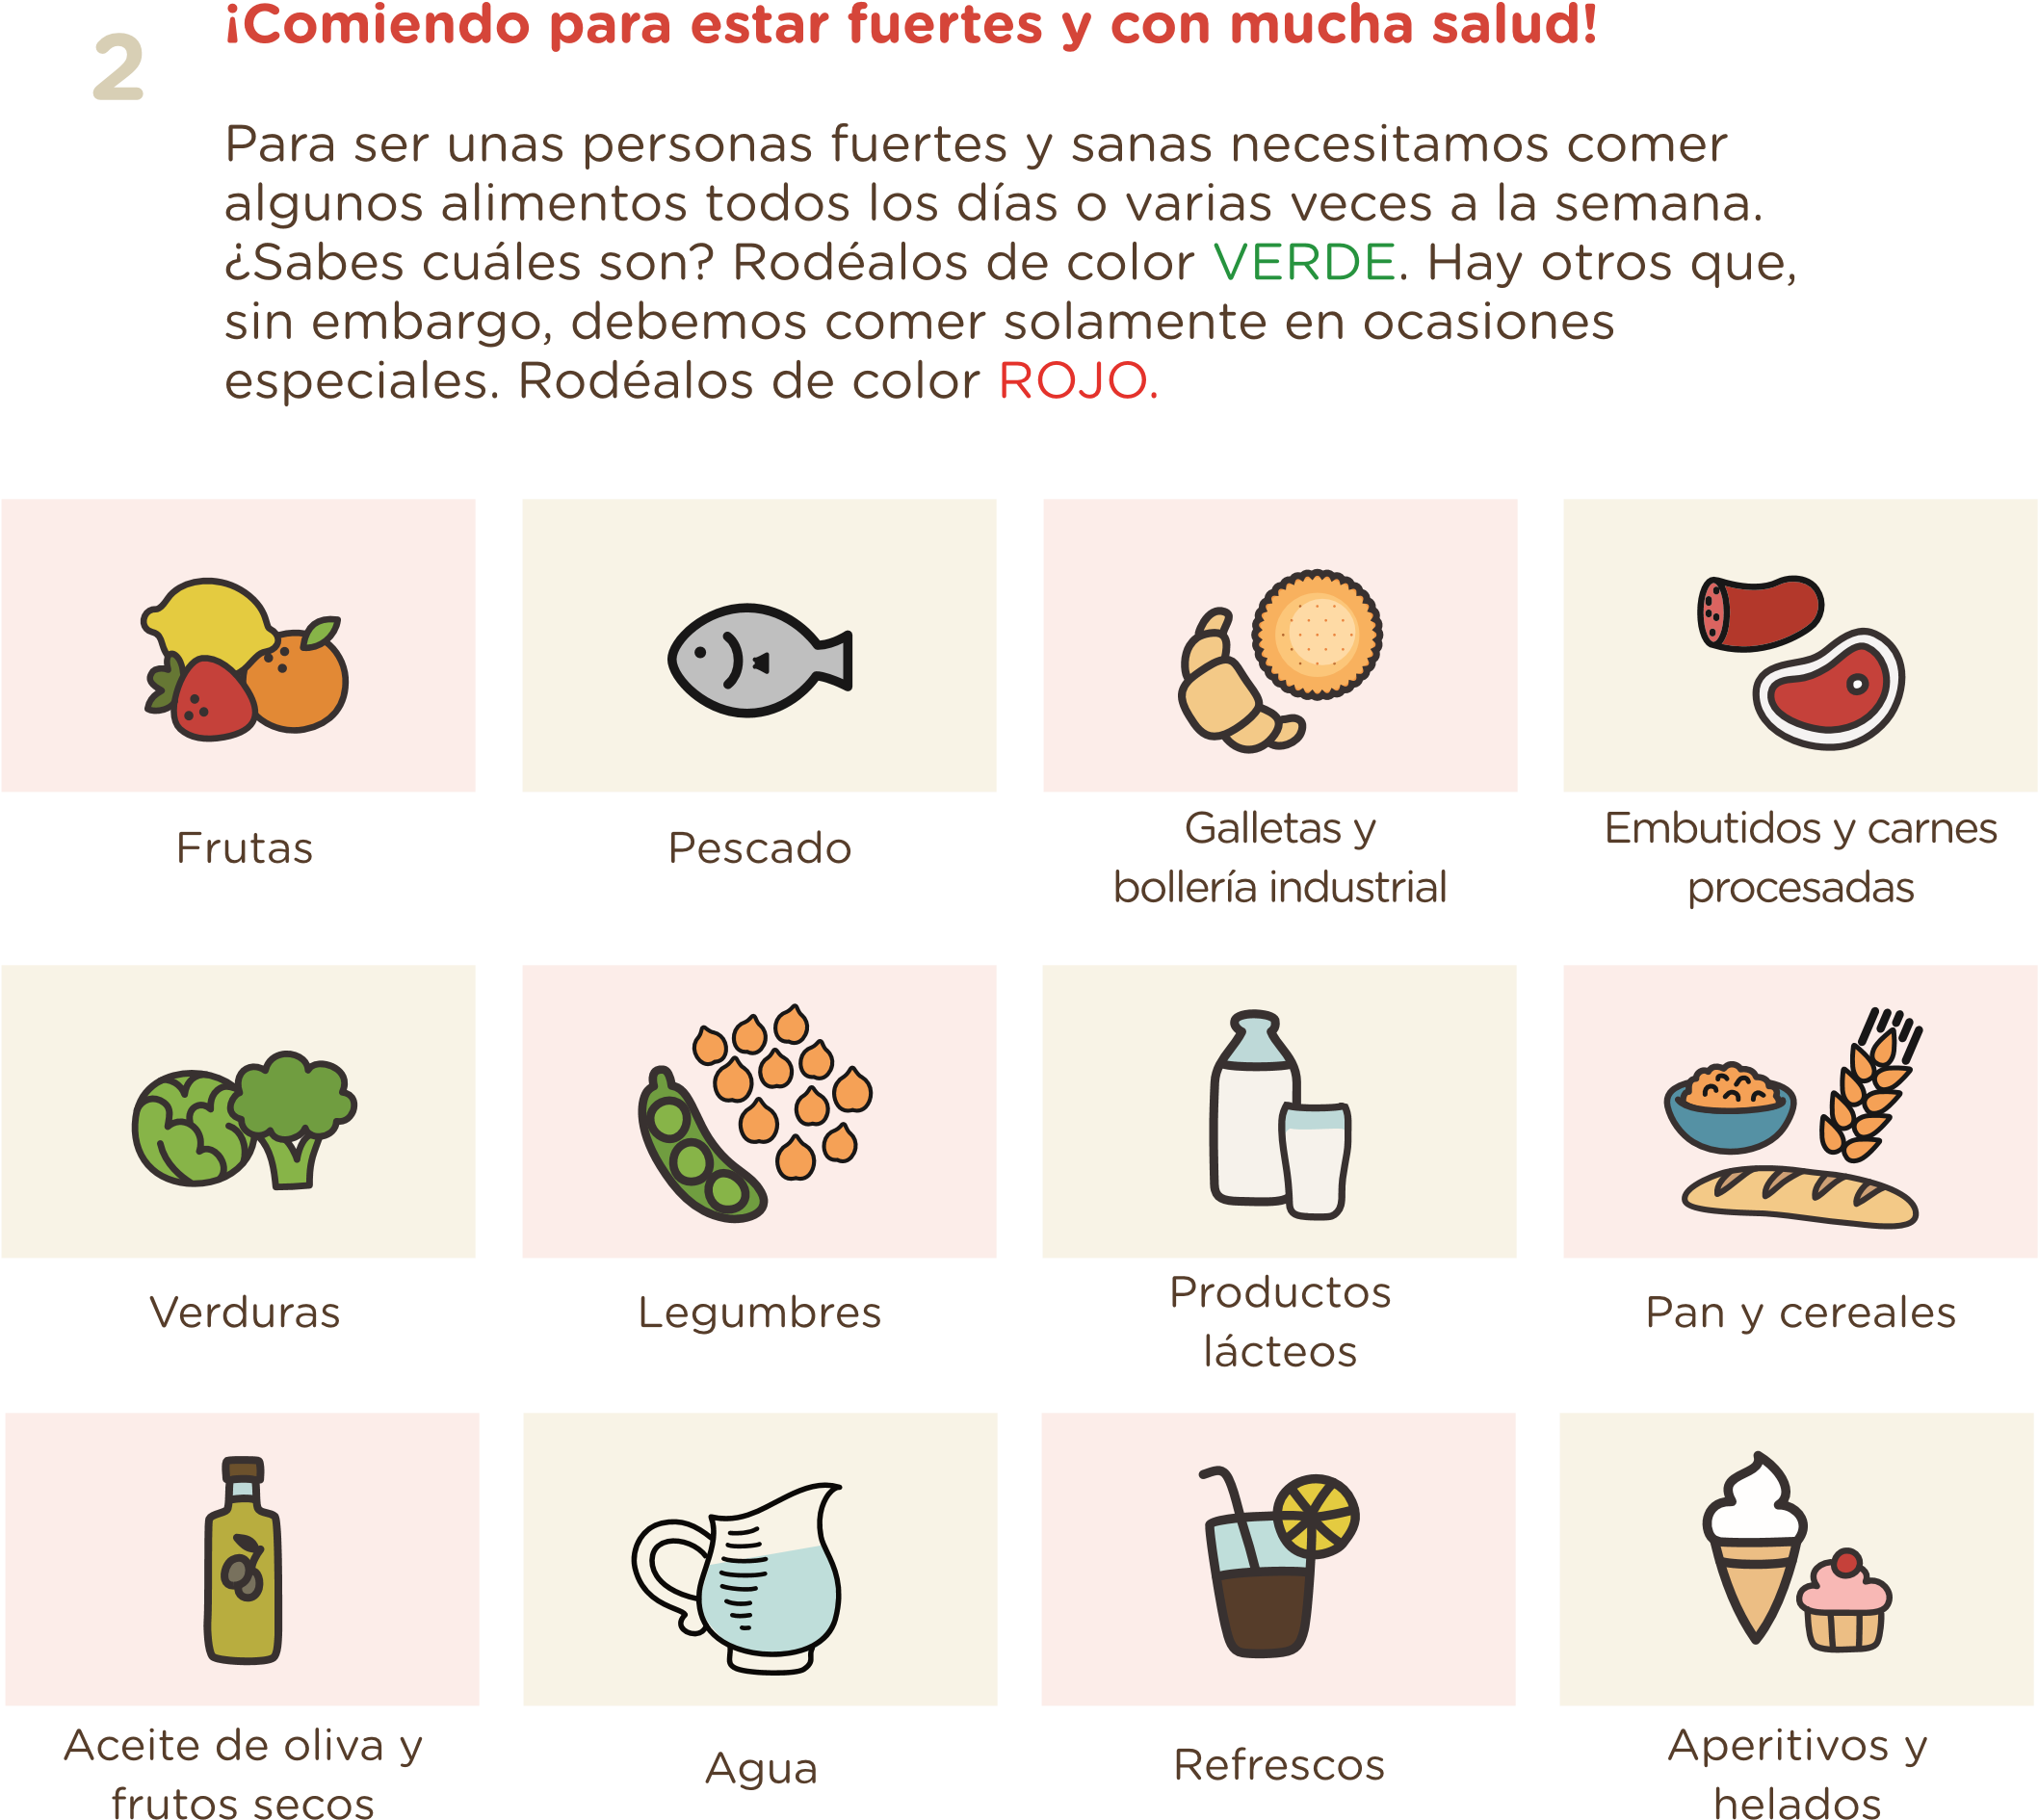 ¡Comiendo para estar fuertes y con mucha salud!
2
Para ser unas personas fuertes y sanas necesitamos comer
algunos alimentos todos los días o varias veces a la semana.
¿Sabes cuáles son? Rodéalos de color VERDE. Hay otros que,
sin embargo, debemos comer solamente en ocasiones
especiales. Rodéalos de color ROJO.
Frutas
Pescado
Galletas y
bollería industrial
Embutidos y carnes
procesadas
Verduras
Legumbres
Productos
lácteos
Pan y cereales
Aceite de oliva y
frutos secos
Agua
Refrescos
Aperitivos y
helados